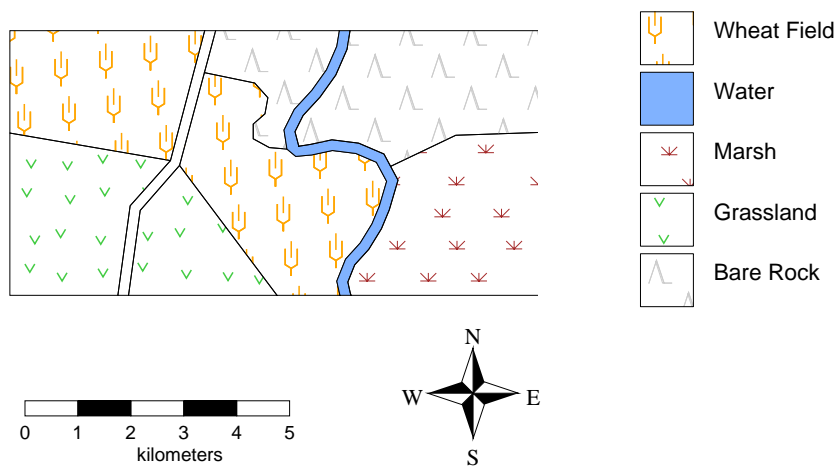 Wheat Field
Water
Marsh
Grassland
Bare Rock
N
W E
S
0 1 2 3 4 5
kilometers